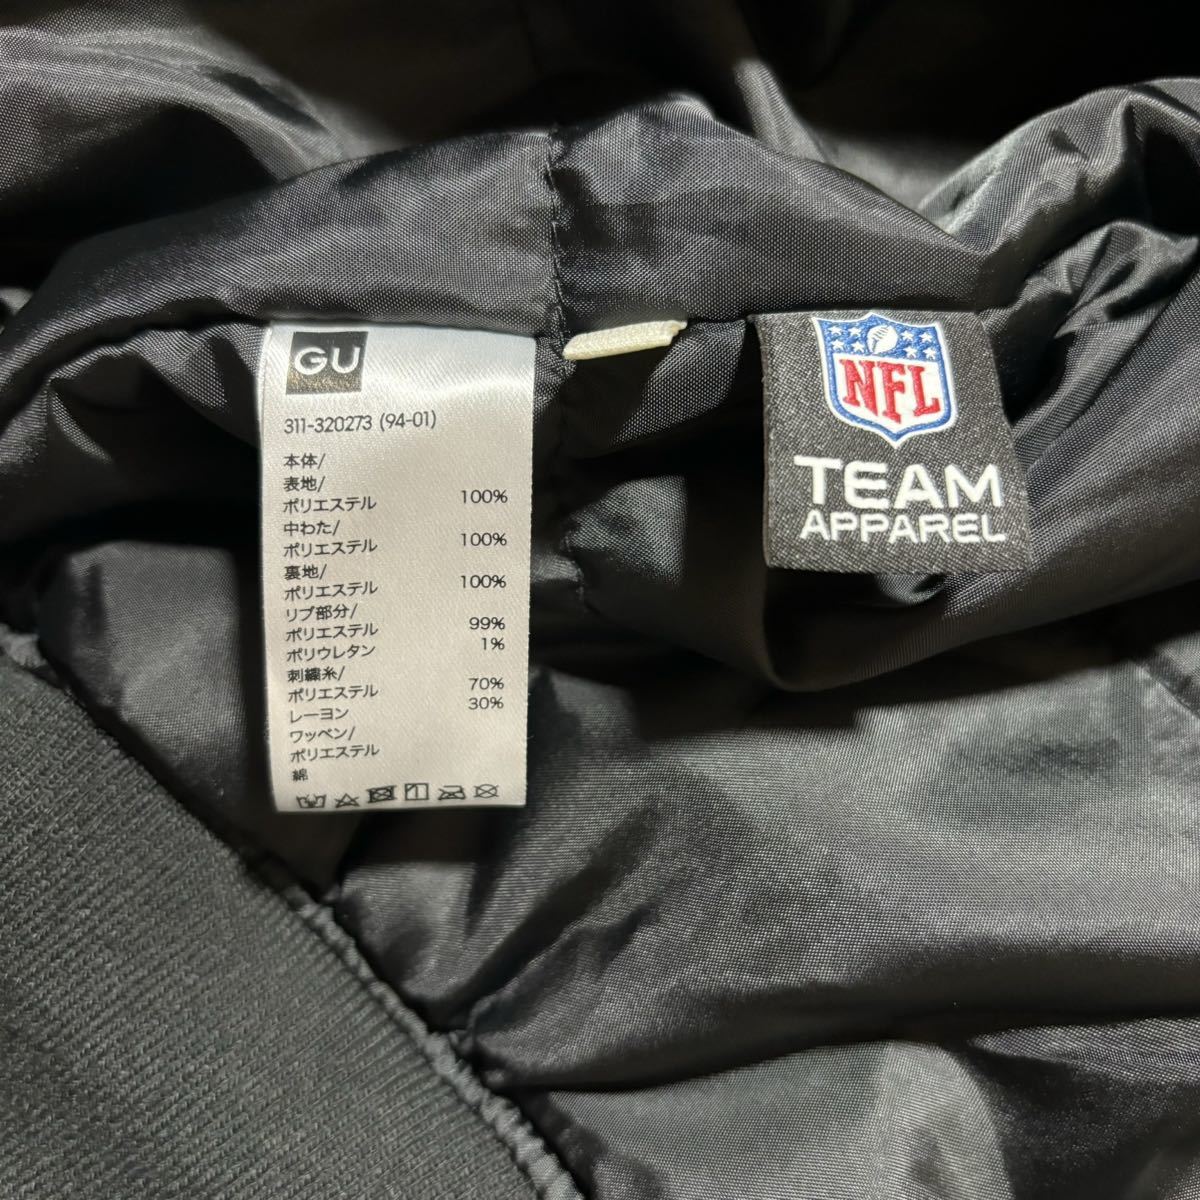 GU
311-320273 (94-01)
本体/
表地/
ポリエステル 100%
中わた/
ポリエステル 100%
裏地/
ポリエステル 100%
リブ部分/
ポリエステル 99%
ポリウレタン 1%
刺繍糸/
ポリエステル 70%
レーヨン 30%
ワッペン/
ポリエステル
綿
NFL
TEAM
APPAREL